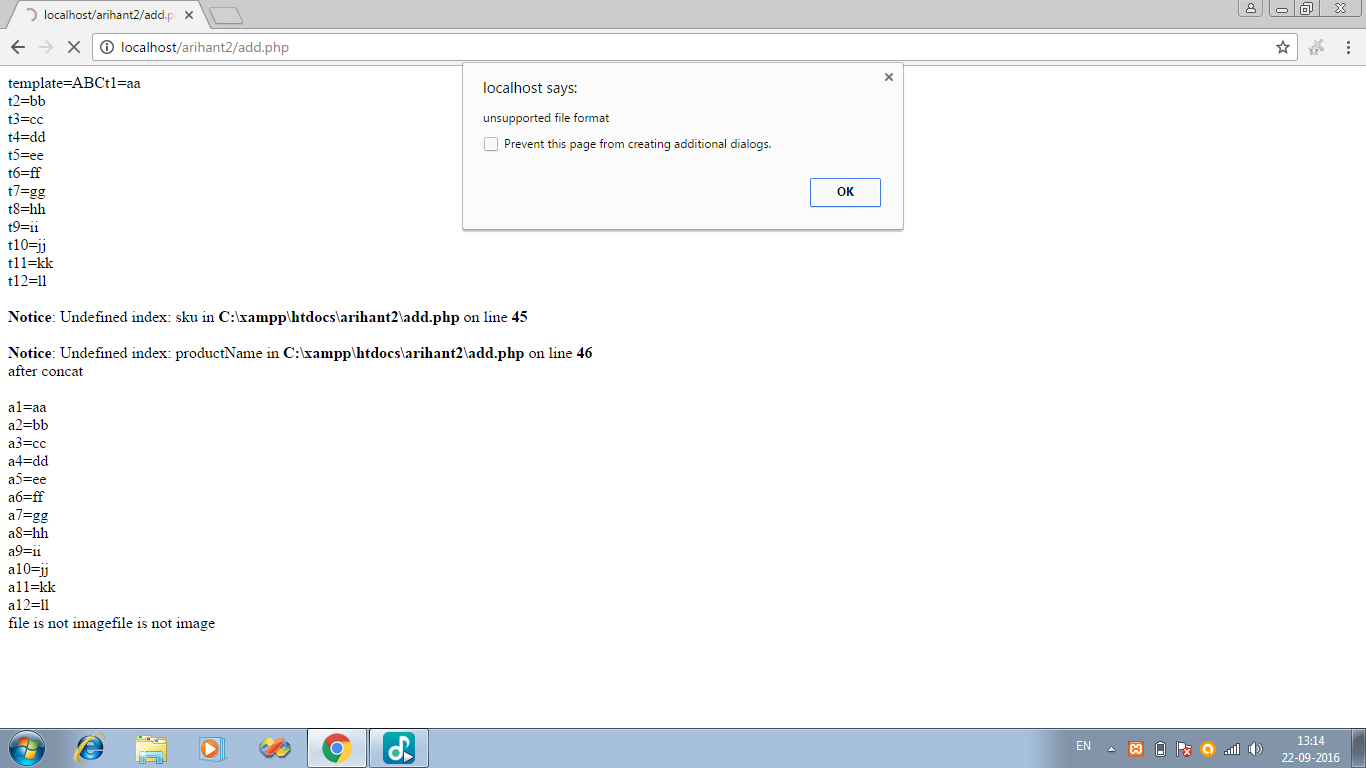 localhost/arihant2/add.p
localhost/arihant2/add.php
template=ABCt1=aa
t2=bb
t3=cc
t4=dd
t5=ee
t6=ff
t7=gg
t8=hh
t9=ii
t10=jj
t11=kk
t12=ll
Notice: Undefined index: sku in C:\xampp\htdocs\arihant2\add.php on line 45
Notice: Undefined index: productName in C:\xampp\htdocs\arihant2\add.php on line 46
after concat
a1=aa
a2=bb
a3=cc
a4=dd
a5=ee
a6=ff
a7=gg
a8=hh
a9=ii
a10=jj
a11=kk
a12=ll
file is not imagefile is not image
localhost says:
unsupported file format
Prevent this page from creating additional dialogs.
OK
EN
13:14
22-09-2016